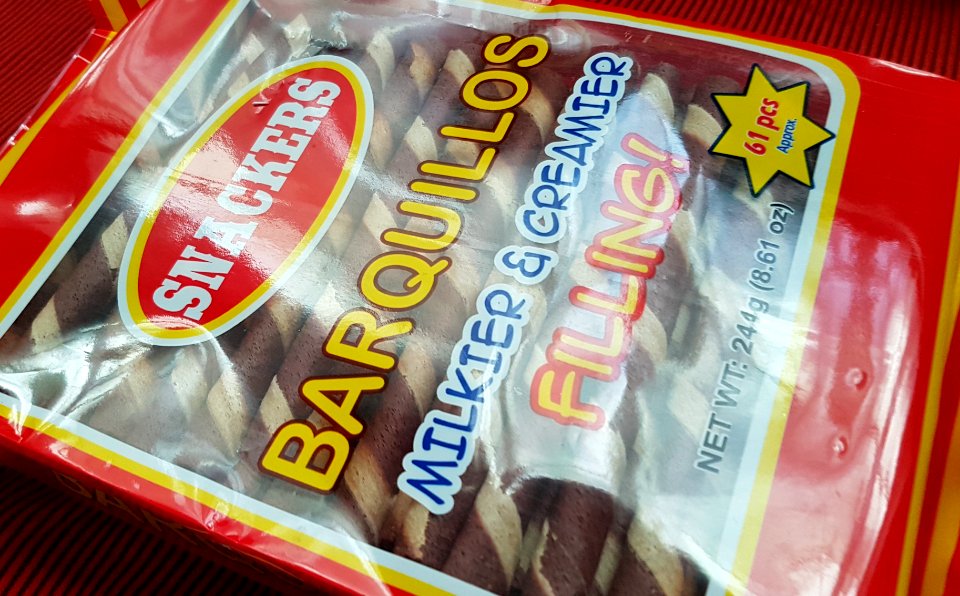 SNACKERS
BARQUILLOS
MILKIER & CREAMIER
FILLING!
61 pcs
Approx.
NET WT: 244g (8.61 oz)